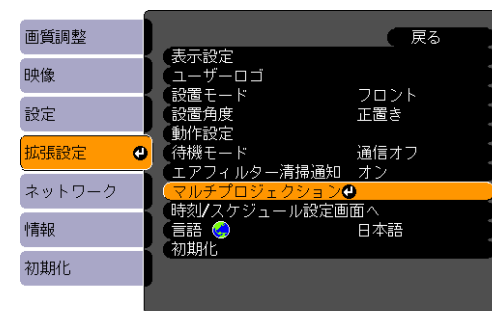 画質調整
映像
設定
拡張設定
ネットワーク
情報
初期化
戻る
表示設定
ユーザーロゴ
設置モード フロント
設置角度 正置き
動作設定
待機モード 通信オフ
エアフィルター清掃通知 オン
マルチプロジェクション
時刻/スケジュール設定画面へ
言語 日本語
初期化